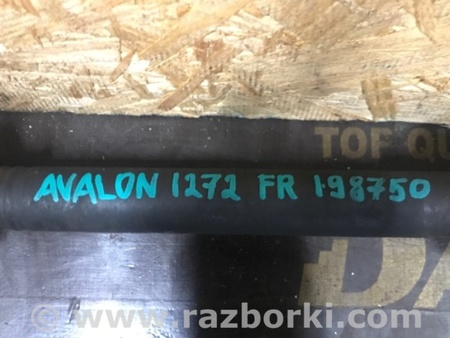 TOP QU
AVALON 1272 FR 198750
www.razborki.com